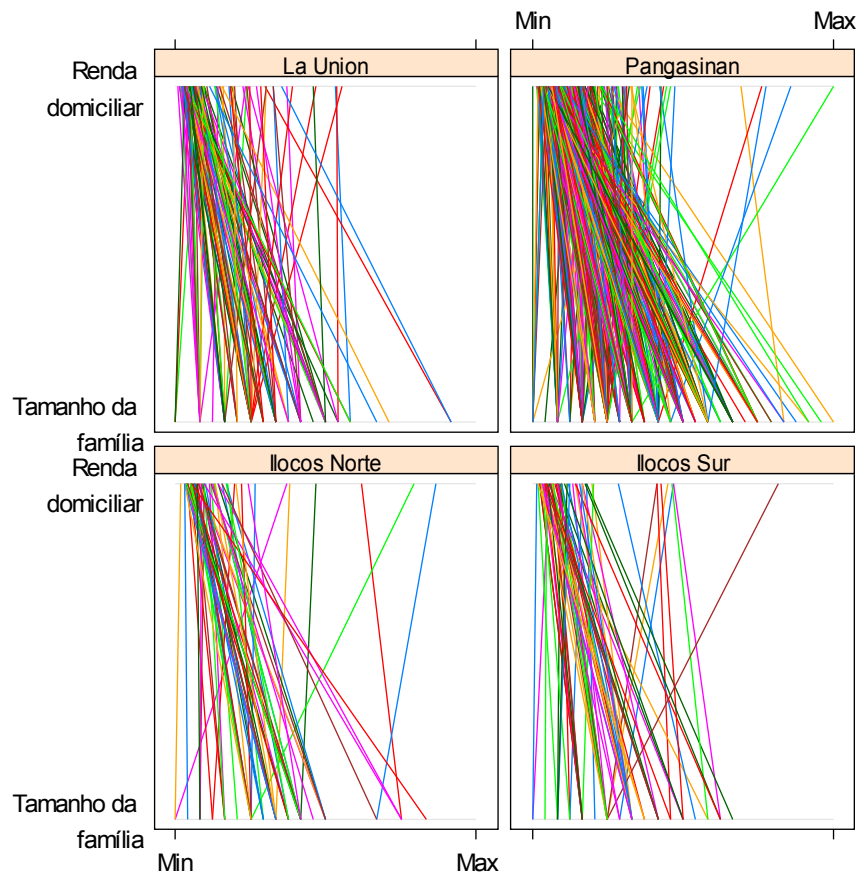 Min Max
La Union Pangasinan
Renda
domiciliar
Tamanho da
família
Ilocos Norte Ilocos Sur
Renda
domiciliar
Tamanho da
família
Min Max